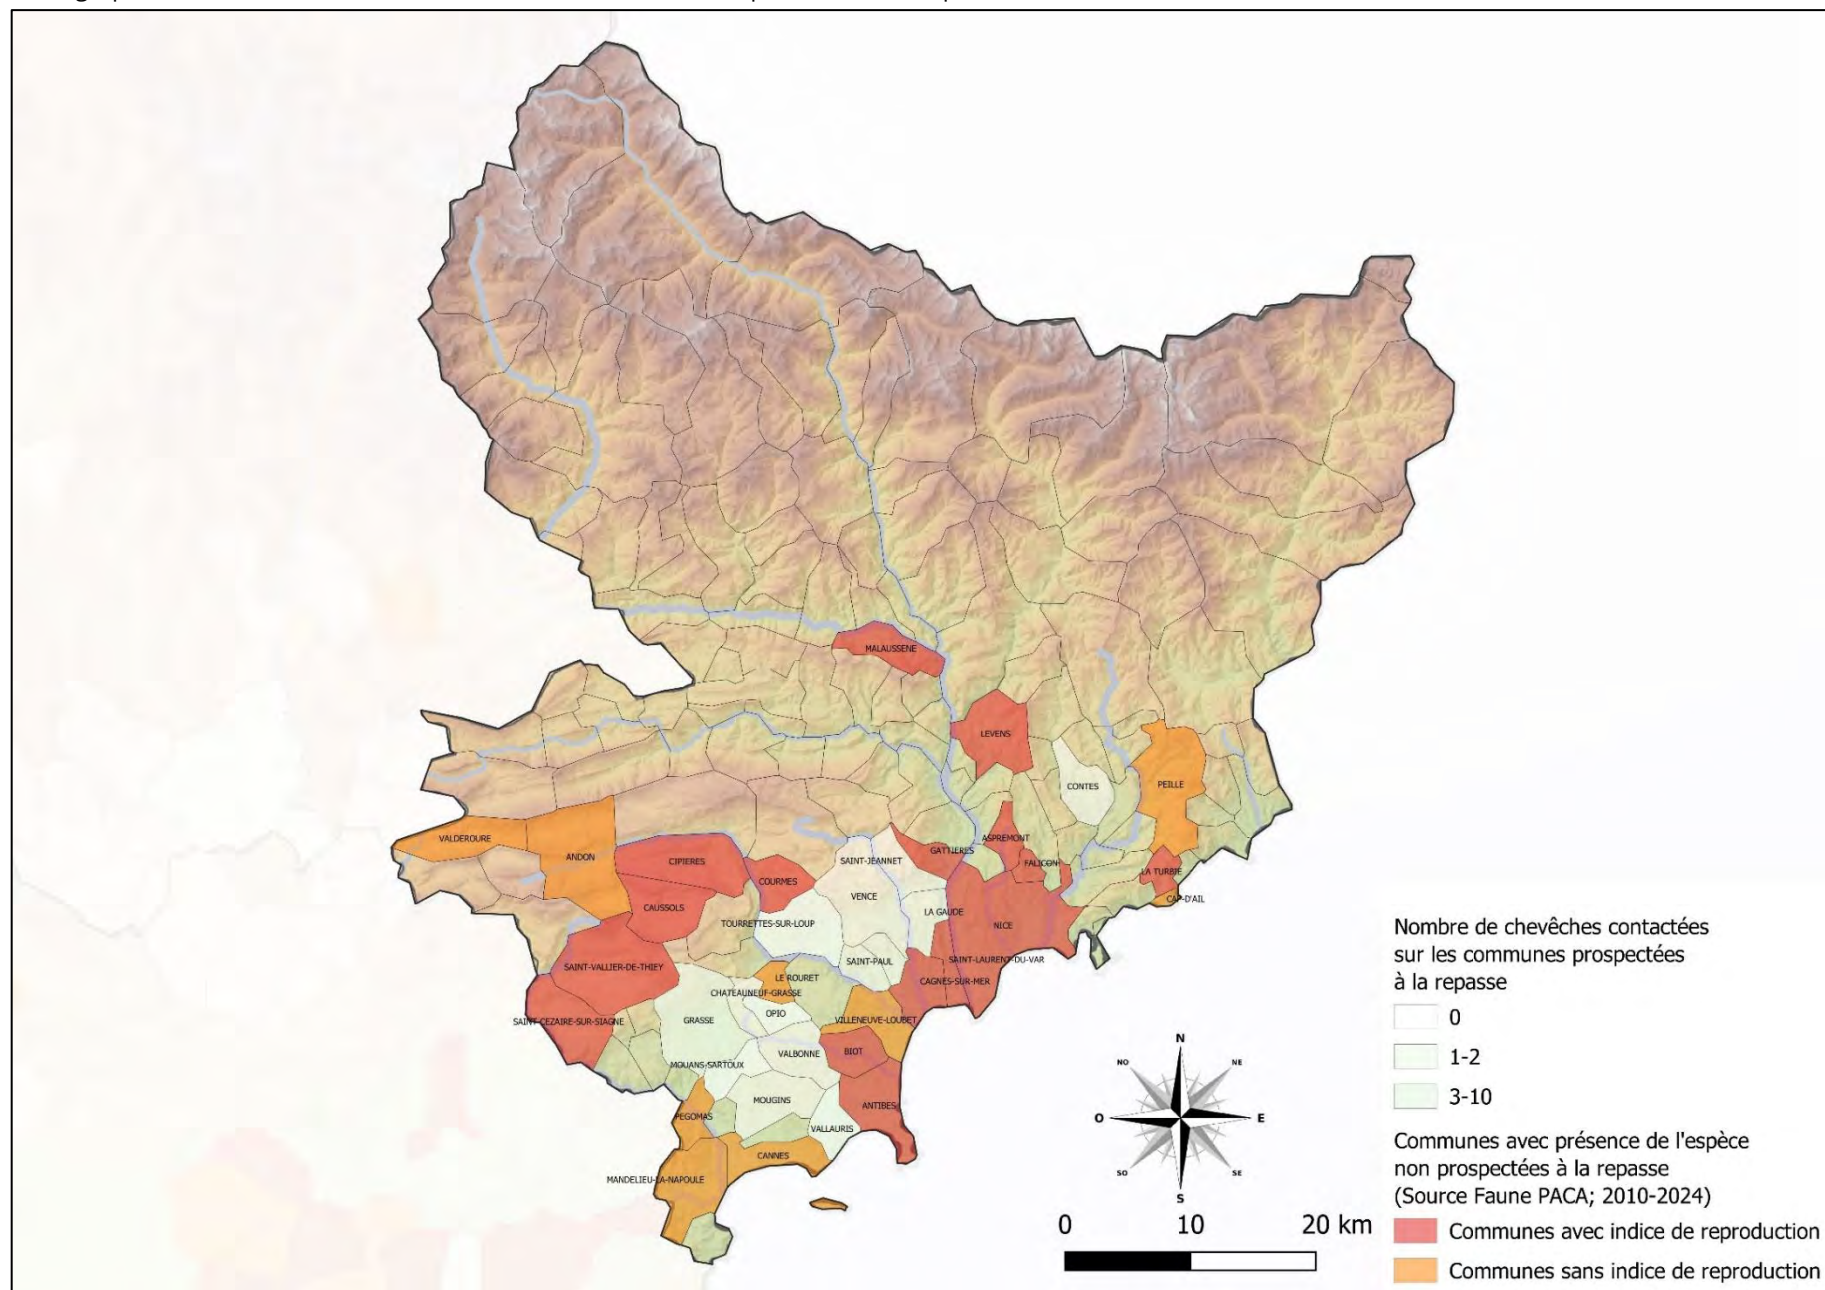 MALAUSSENE
LEVENS
CONTES
PEILLE
VALDEROURE
ANDON
CIPIERES
COURMES
CAUSSOLS
SAINT-JEANNET
GATTIERES
ASPREMONT
FALICON
LA TURBIE
CAP-D'AIL
VENCE
LA GAUDE
NICE
TOURRETTES-SUR-LOUP
SAINT-PAUL
SAINT-LAURENT-DU-VAR
CAGNES-SUR-MER
SAINT-VALLIER-DE-THIEY
LE ROURET
CHATEAUNEUF-GRASSE
OPIO
SAINT-CEZAIRE-SUR-SIAGNE
GRASSE
VILLENEUVE-LOUBET
MOUANS-SARTOUX
VALBONNE
BIOT
MOUGINS
ANTIBES
PEGOMAS
VALLAURIS
CANNES
MANDELIEU-LA-NAPOULE
N
NO
NE
O
E
SO
SE
S
0 10 20 km
Nombre de chevêches contactées
sur les communes prospectées
à la repasse
0
1-2
3-10
Communes avec présence de l'espèce
non prospectées à la repasse
(Source Faune PACA; 2010-2024)
Communes avec indice de reproduction
Communes sans indice de reproduction